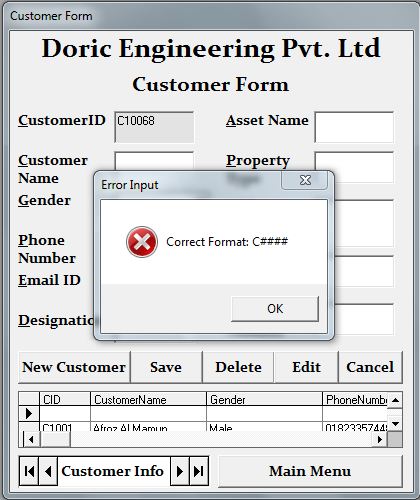 Customer Form
Doric Engineering Pvt. Ltd
Customer Form
CustomerID C10068 Asset Name
Customer Name Property
Gender
Error Input
Correct Format: C####
OK
Phone Number
Email ID
Designation
New Customer Save Delete Edit Cancel
CID CustomerName Gender PhoneNumbe
C1001 Afroz Al Mamun Male 01823357448
Customer Info Main Menu